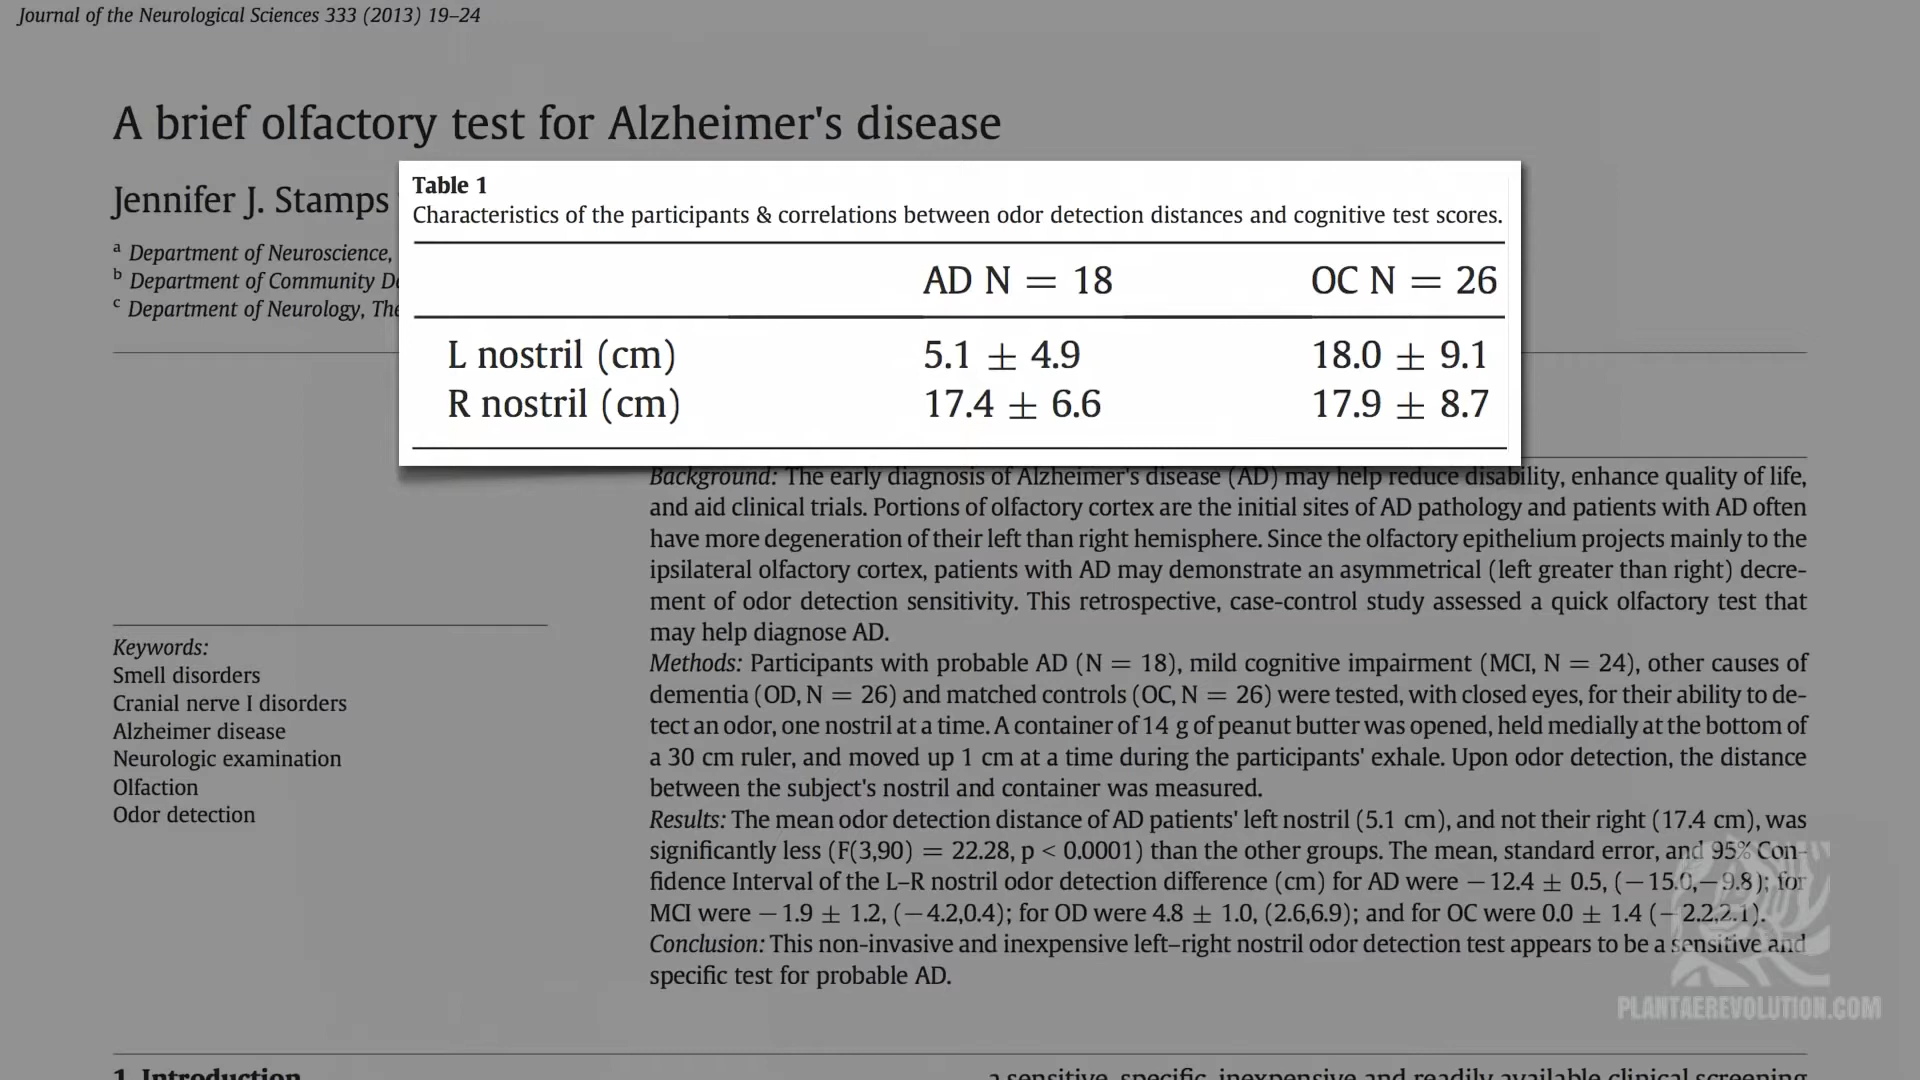 Journal of the Neurological Sciences 333 (2013) 19–24
A brief olfactory test for Alzheimer's disease
Jennifer J. Stamps
a Department of Neuroscience,
b Department of Community De
c Department of Neurology, The
Table 1
Characteristics of the participants & correlations between odor detection distances and cognitive test scores.
AD N = 18 OC N = 26
L nostril (cm) 5.1 ± 4.9 18.0 ± 9.1
R nostril (cm) 17.4 ± 6.6 17.9 ± 8.7
Keywords:
Smell disorders
Cranial nerve I disorders
Alzheimer disease
Neurologic examination
Olfaction
Odor detection
Background: The early diagnosis of Alzheimer's disease (AD) may help reduce disability, enhance quality of life,
and aid clinical trials. Portions of olfactory cortex are the initial sites of AD pathology and patients with AD often
have more degeneration of their left than right hemisphere. Since the olfactory epithelium projects mainly to the
ipsilateral olfactory cortex, patients with AD may demonstrate an asymmetrical (left greater than right) decre-
ment of odor detection sensitivity. This retrospective, case-control study assessed a quick olfactory test that
may help diagnose AD.
Methods: Participants with probable AD (N = 18), mild cognitive impairment (MCI, N = 24), other causes of
dementia (OD, N = 26) and matched controls (OC, N = 26) were tested, with closed eyes, for their ability to de-
tect an odor, one nostril at a time. A container of 14 g of peanut butter was opened, held medially at the bottom of
a 30 cm ruler, and moved up 1 cm at a time during the participants' exhale. Upon odor detection, the distance
between the subject's nostril and container was measured.
Results: The mean odor detection distance of AD patients' left nostril (5.1 cm), and not their right (17.4 cm), was
significantly less (F(3,90) = 22.28, p < 0.0001) than the other groups. The mean, standard error, and 95% Con-
fidence Interval of the L–R nostril odor detection difference (cm) for AD were −12.4 ± 0.5, (−15.0,−9.8); for
MCI were −1.9 ± 1.2, (−4.2,0.4); for OD were 4.8 ± 1.0, (2.6,6.9); and for OC were 0.0 ± 1.4 (−2.2,2.1).
Conclusion: This non-invasive and inexpensive left–right nostril odor detection test appears to be a sensitive and
specific test for probable AD.
PLANTAEREVOLUTION.COM
1. Introduction
a sensitive, specific, inexpensive and readily available clinical screening